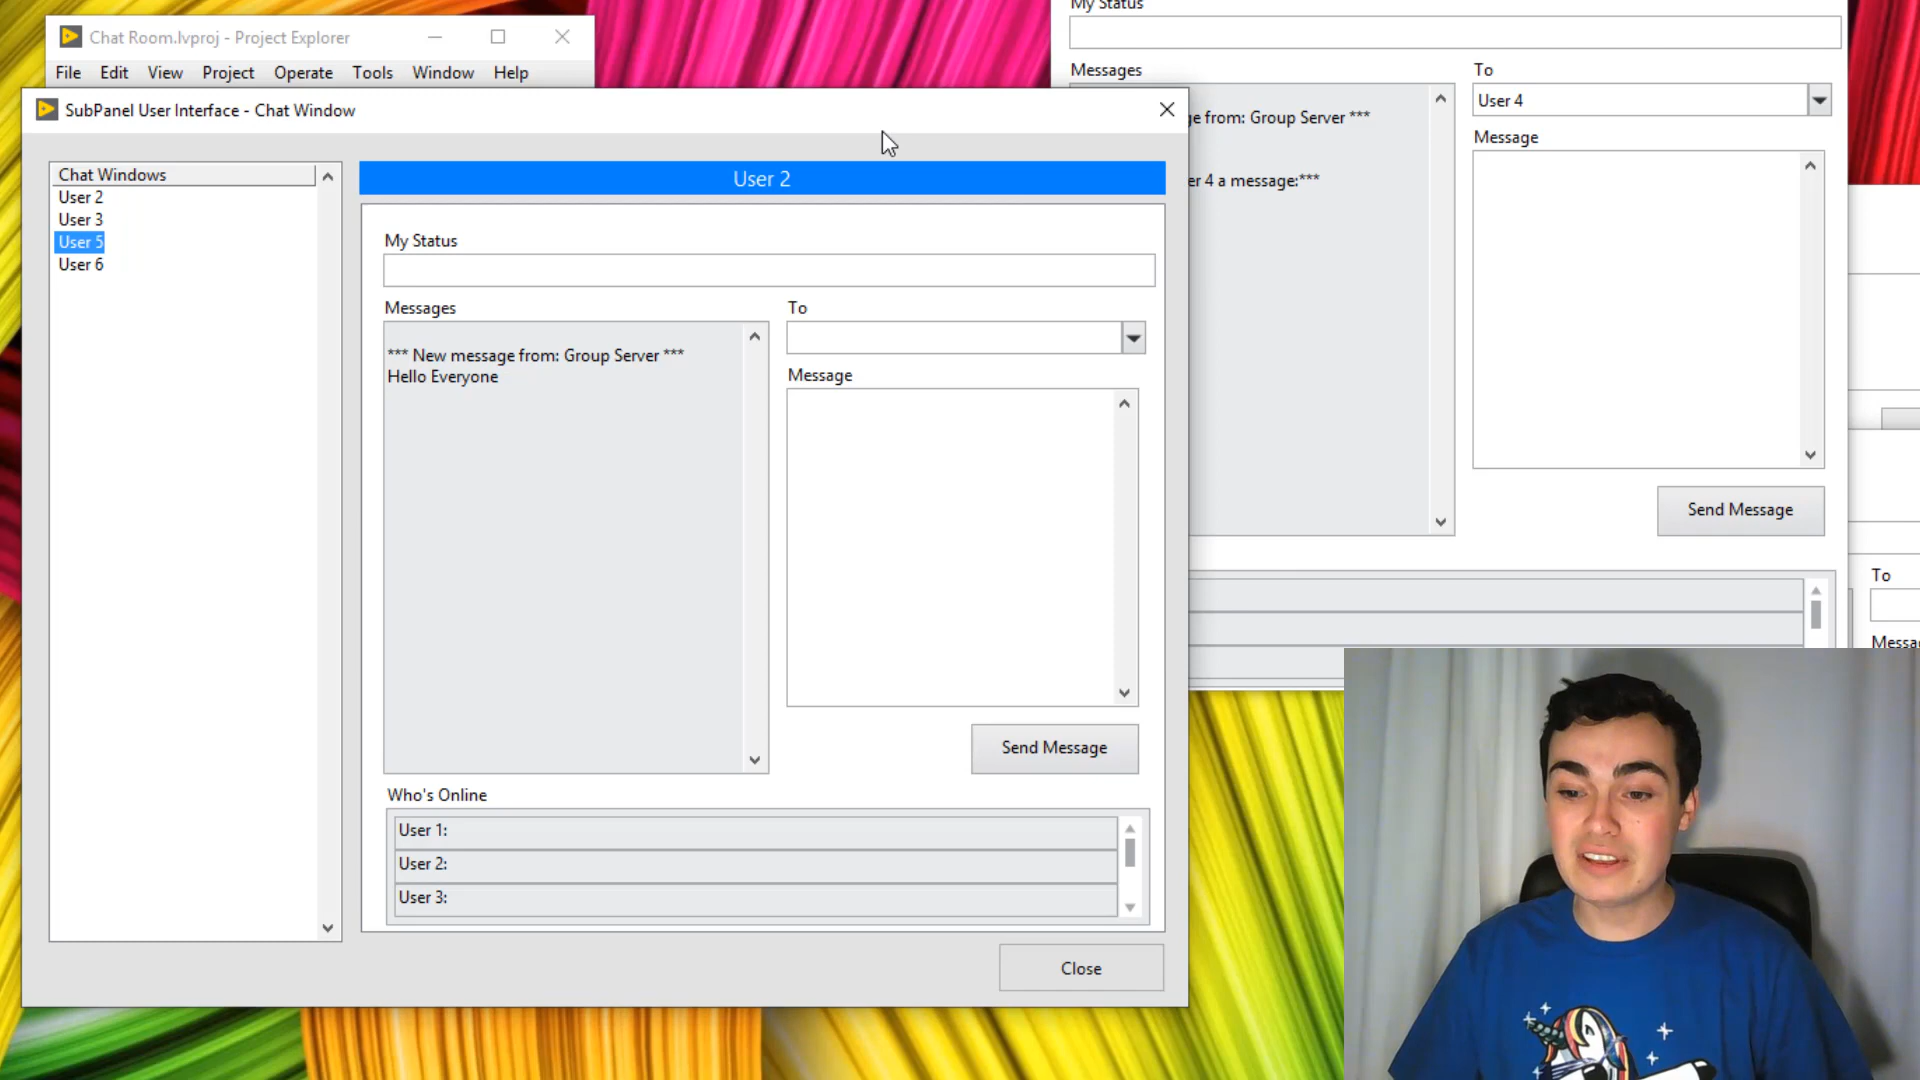 Chat Room.lvproj - Project Explorer
File Edit View Project Operate Tools Window Help
SubPanel User Interface - Chat Window
Chat Windows
User 2
User 3
User 5
User 6
User 2
My Status
Messages
*** New message from: Group Server ***
Hello Everyone
To
Message
Send Message
Who's Online
User 1:
User 2:
User 3:
Close
My Status
Messages
from: Group Server ***
4 a message:***
To
User 4
Message
Send Message
To